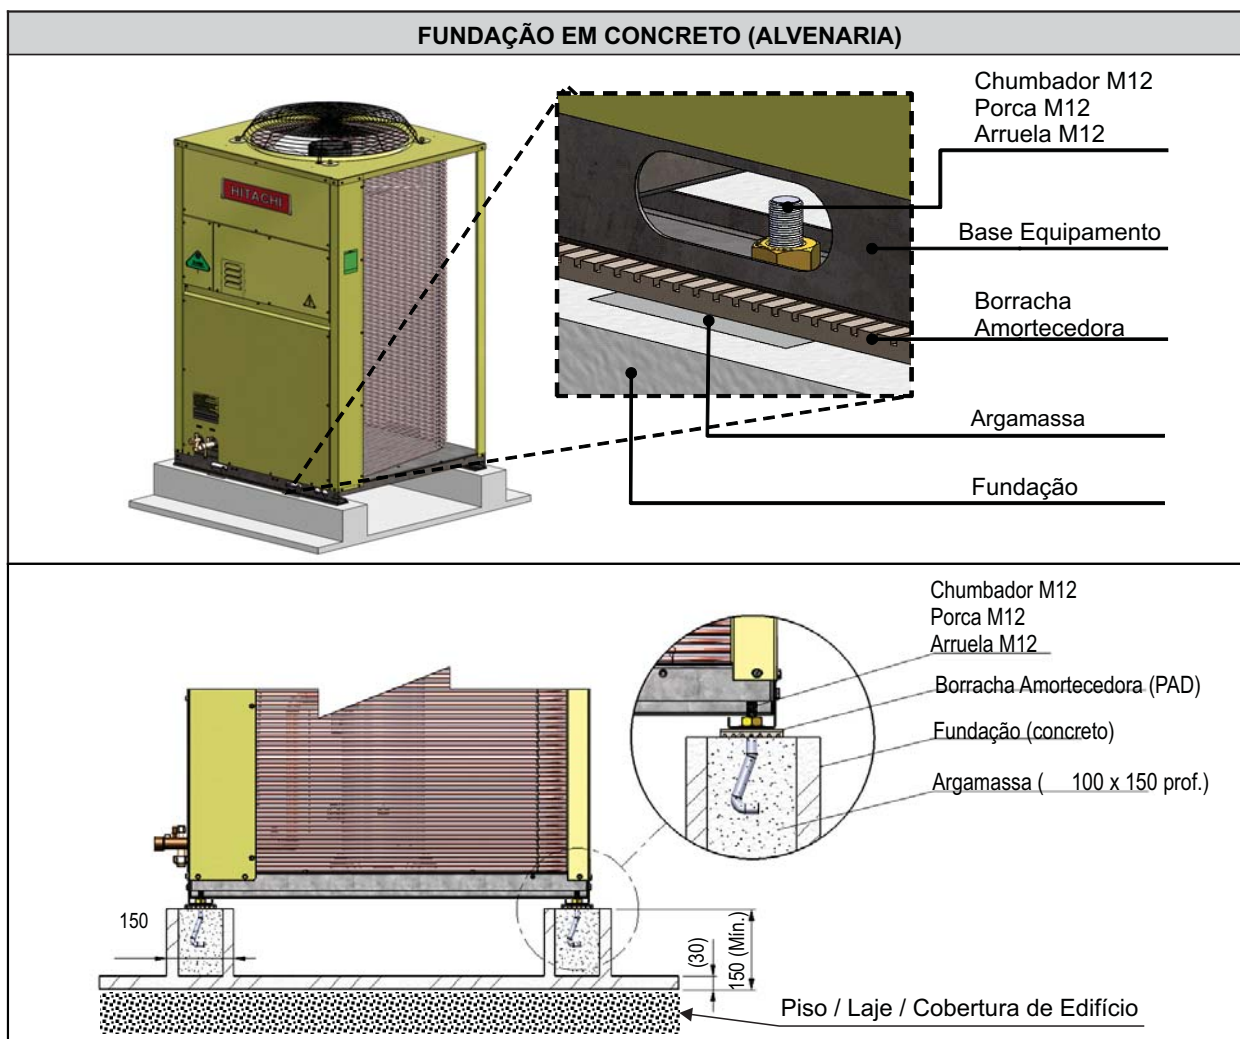 FUNDAÇÃO EM CONCRETO (ALVENARIA)
HITACHI
Chumbador M12
Porca M12
Arruela M12
Base Equipamento
Borracha
Amortecedora
Argamassa
Fundação
Chumbador M12
Porca M12
Arruela M12
Borracha Amortecedora (PAD)
Fundação (concreto)
Argamassa ( 100 x 150 prof.)
150
(30)
150 (Mín.)
Piso / Laje / Cobertura de Edifício